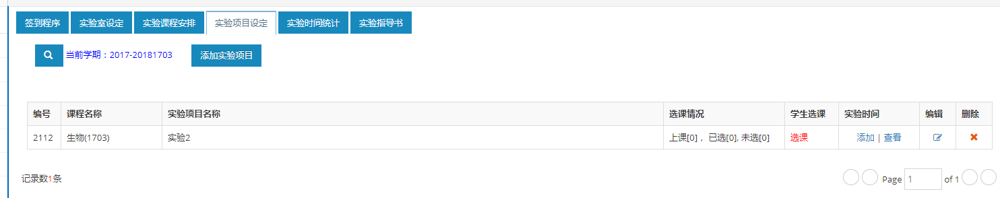 签到程序 实验室设定 实验课程安排 实验项目设定 实验时间统计 实验指导书
当前学期：2017-20181703 添加实验项目
编号 课程名称 实验项目名称 选课情况 学生选课 实验时间 编辑 删除
2112 生物(1703) 实验2 上课[0]， 已选[0], 未选[0] 选课 添加 | 查看
记录数1条 Page 1 of 1